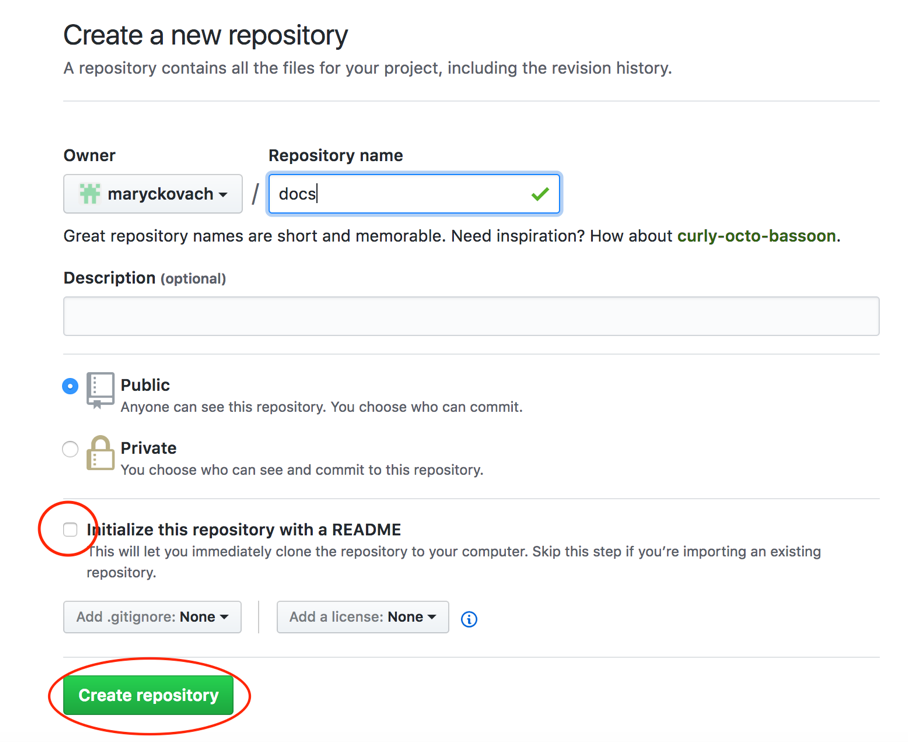 Create a new repository
A repository contains all the files for your project, including the revision history.
Owner
Repository name
maryckovach / docs
Great repository names are short and memorable. Need inspiration? How about curly-octo-bassoon.
Description (optional)
Public
Anyone can see this repository. You choose who can commit.
Private
You choose who can see and commit to this repository.
Initialize this repository with a README
This will let you immediately clone the repository to your computer. Skip this step if you’re importing an existing
repository.
Add .gitignore: None
Add a license: None
Create repository